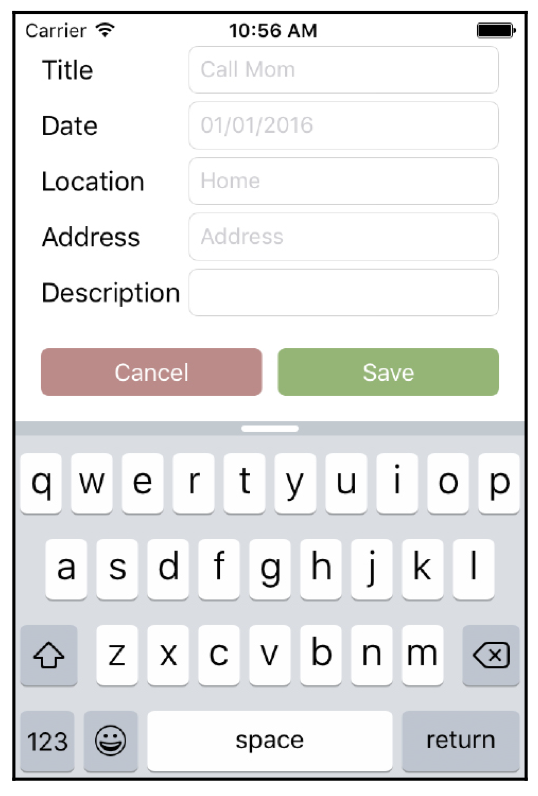 Carrier 10:56 AM
Title Call Mom
Date 01/01/2016
Location Home
Address Address
Description
Cancel Save
q w e r t y u i o p
a s d f g h j k l
z x c v b n m
123 space return